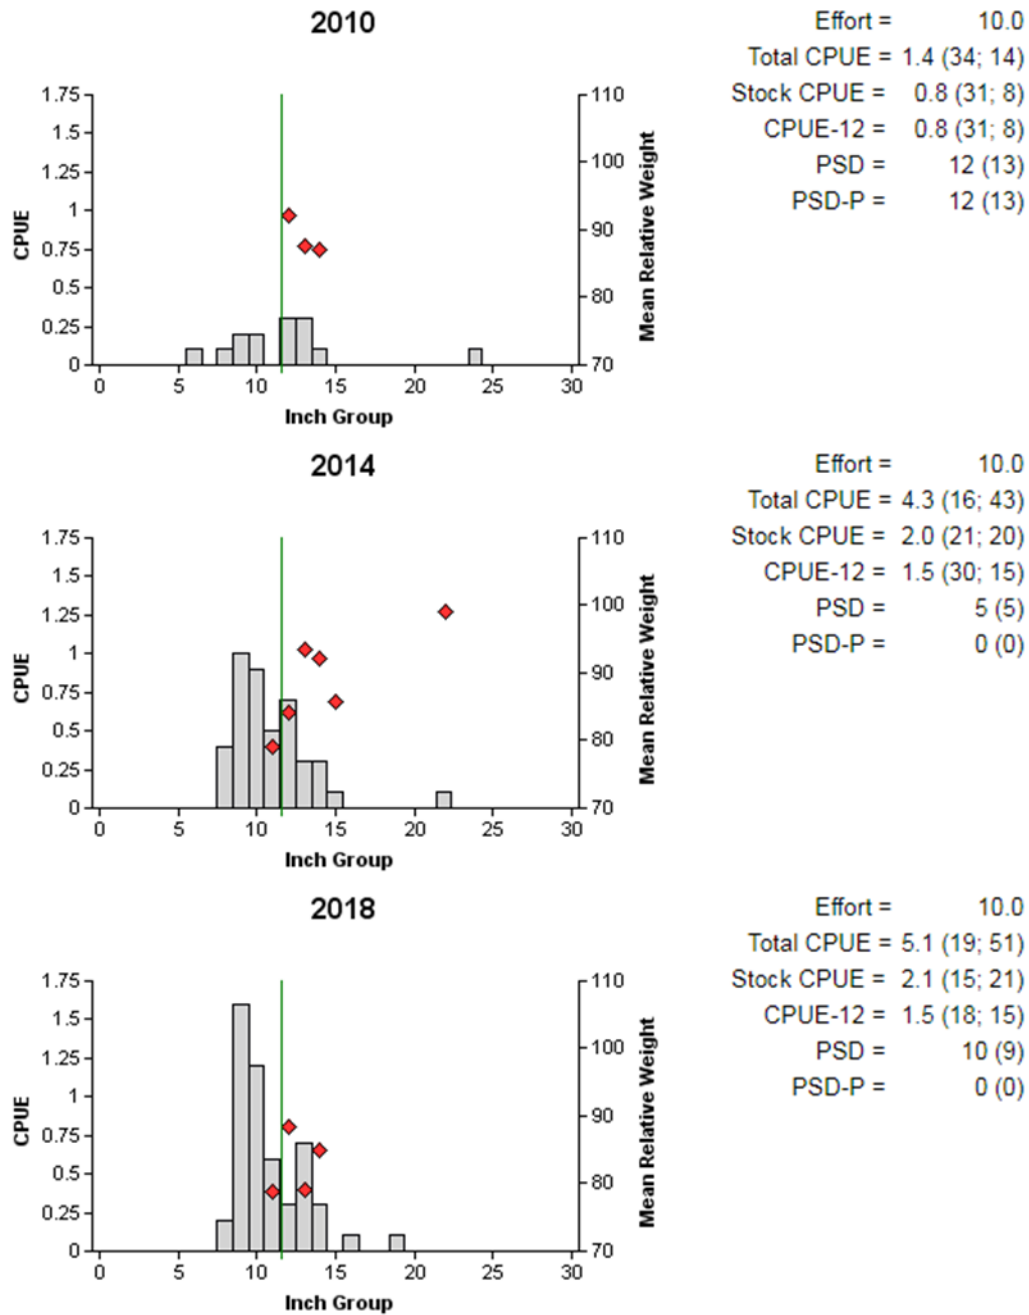 2010
Effort = 10.0
Total CPUE = 1.4 (34; 14)
Stock CPUE = 0.8 (31; 8)
CPUE-12 = 0.8 (31; 8)
PSD = 12 (13)
PSD-P = 12 (13)
1.75
1.5
1.25
1
0.75
0.5
0.25
0
CPUE
110
100
90
80
70
Mean Relative Weight
0 5 10 15 20 25 30
Inch Group
2014
Effort = 10.0
Total CPUE = 4.3 (16; 43)
Stock CPUE = 2.0 (21; 20)
CPUE-12 = 1.5 (30; 15)
PSD = 5 (5)
PSD-P = 0 (0)
1.75
1.5
1.25
1
0.75
0.5
0.25
0
CPUE
110
100
90
80
70
Mean Relative Weight
0 5 10 15 20 25 30
Inch Group
2018
Effort = 10.0
Total CPUE = 5.1 (19; 51)
Stock CPUE = 2.1 (15; 21)
CPUE-12 = 1.5 (18; 15)
PSD = 10 (9)
PSD-P = 0 (0)
1.75
1.5
1.25
1
0.75
0.5
0.25
0
CPUE
110
100
90
80
70
Mean Relative Weight
0 5 10 15 20 25 30
Inch Group